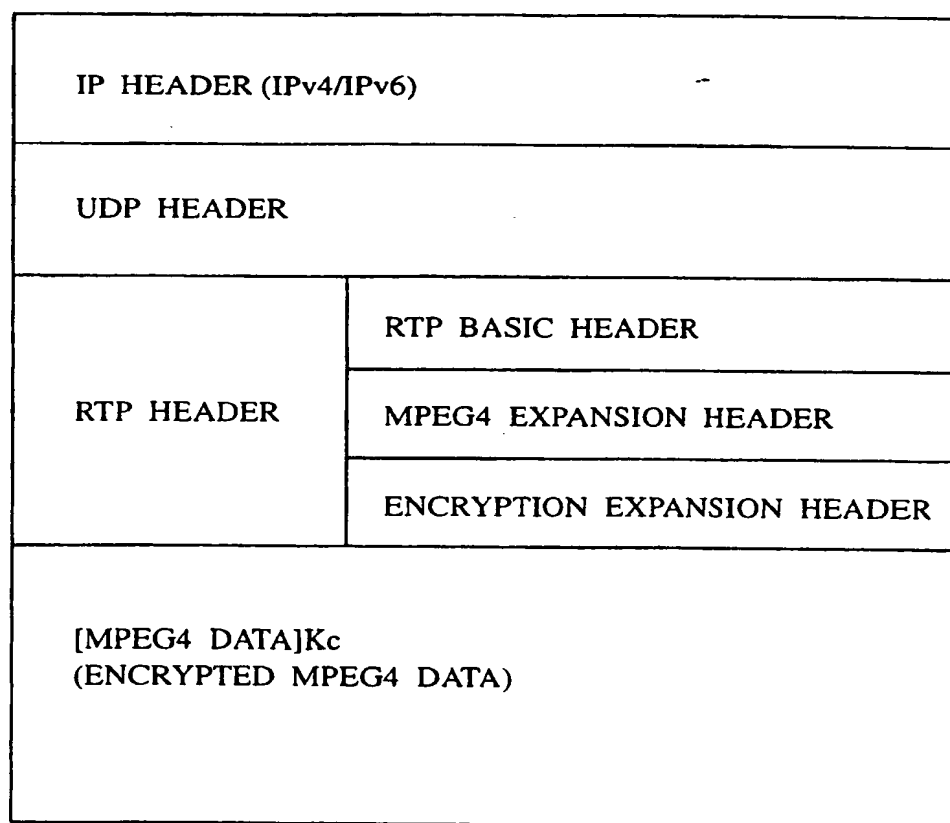 IP HEADER (IPv4/IPv6)
UDP HEADER
RTP HEADER
RTP BASIC HEADER
MPEG4 EXPANSION HEADER
ENCRYPTION EXPANSION HEADER
[MPEG4 DATA]Kc
(ENCRYPTED MPEG4 DATA)